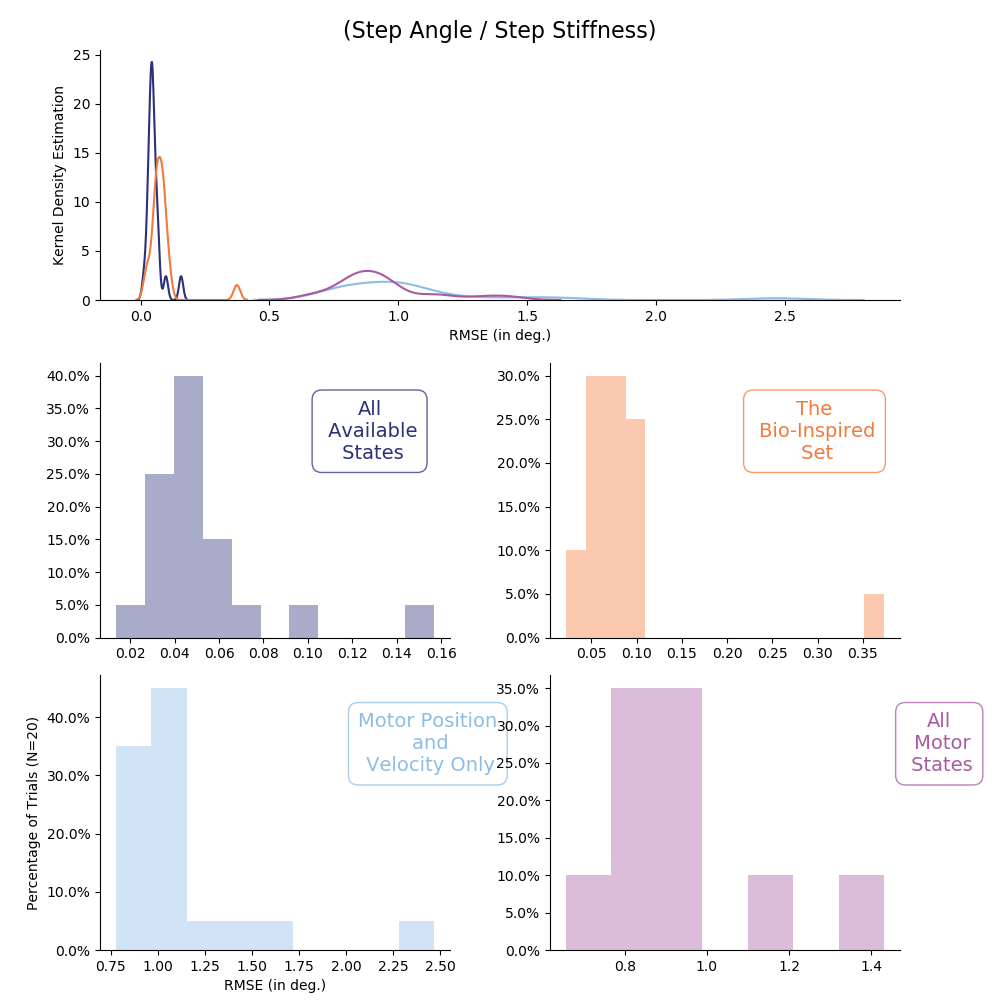 (Step Angle / Step Stiffness)
25
20
15
10
5
0
Kernel Density Estimation
0.0 0.5 1.0 1.5 2.0 2.5
RMSE (in deg.)
40.0%
35.0%
30.0%
25.0%
20.0%
15.0%
10.0%
5.0%
0.0%
All
Available
States
0.02 0.04 0.06 0.08 0.10 0.12 0.14 0.16
30.0%
25.0%
20.0%
15.0%
10.0%
5.0%
0.0%
The
Bio-Inspired
Set
0.05 0.10 0.15 0.20 0.25 0.30 0.35
Percentage of Trials (N=20)
40.0%
30.0%
20.0%
10.0%
0.0%
Motor Position
and
Velocity Only
0.75 1.00 1.25 1.50 1.75 2.00 2.25 2.50
RMSE (in deg.)
35.0%
30.0%
25.0%
20.0%
15.0%
10.0%
5.0%
0.0%
All
Motor
States
0.8 1.0 1.2 1.4